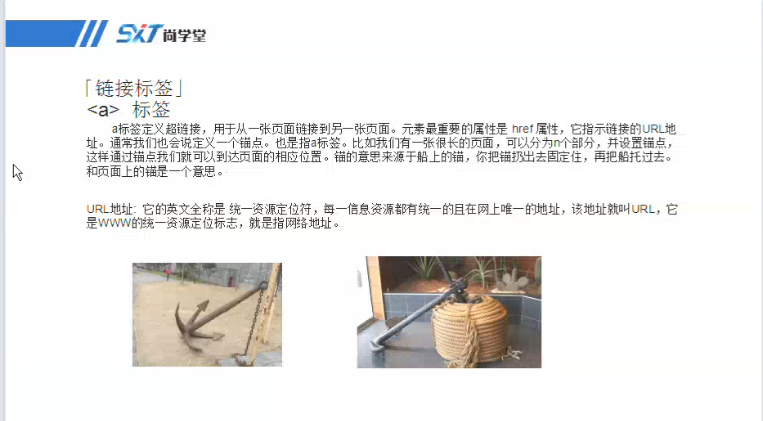 SXT尚学堂
「链接标签」
<a> 标签
a标签定义超链接，用于从一张页面链接到另一张页面。元素最重要的属性是 href 属性，它指示链接的URL地
址。通常我们也会说定义一个锚点。也是指a标签。比如我们有一张很长的页面，可以分为n个部分，并设置锚点，
这样通过锚点我们就可以到达页面的相应位置。锚的意思来源于船上的锚，你把锚扔出去固定住，再把船托过去。
和页面上的锚是一个意思。
URL地址: 它的英文全称是 统一资源定位符，每一信息资源都有统一的且在网上唯一的地址，该地址就叫URL，它
是WWW的统一资源定位标志，就是指网络地址。